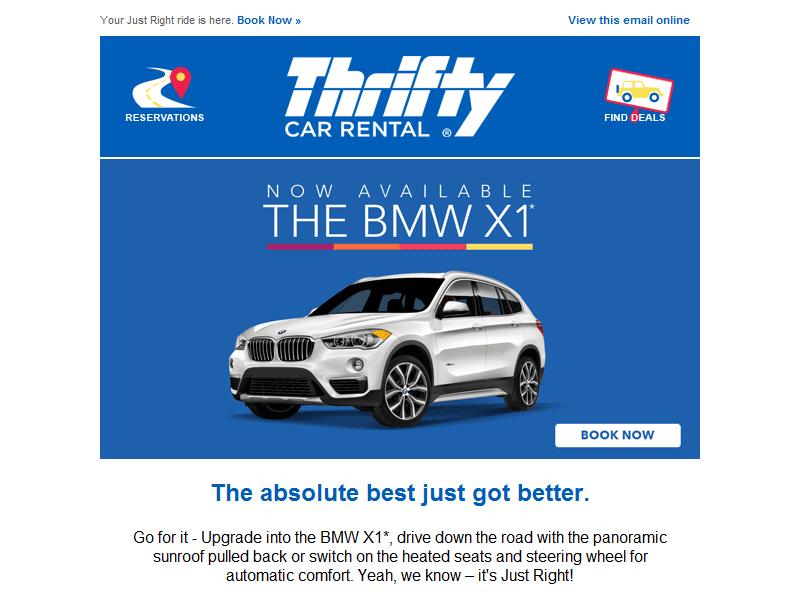 Your Just Right ride is here. Book Now »
View this email online
RESERVATIONS
Thrifty
CAR RENTAL ®
FIND DEALS
NOW AVAILABLE
THE BMW X1*
BOOK NOW
The absolute best just got better.
Go for it - Upgrade into the BMW X1*, drive down the road with the panoramic
sunroof pulled back or switch on the heated seats and steering wheel for
automatic comfort. Yeah, we know – it's Just Right!